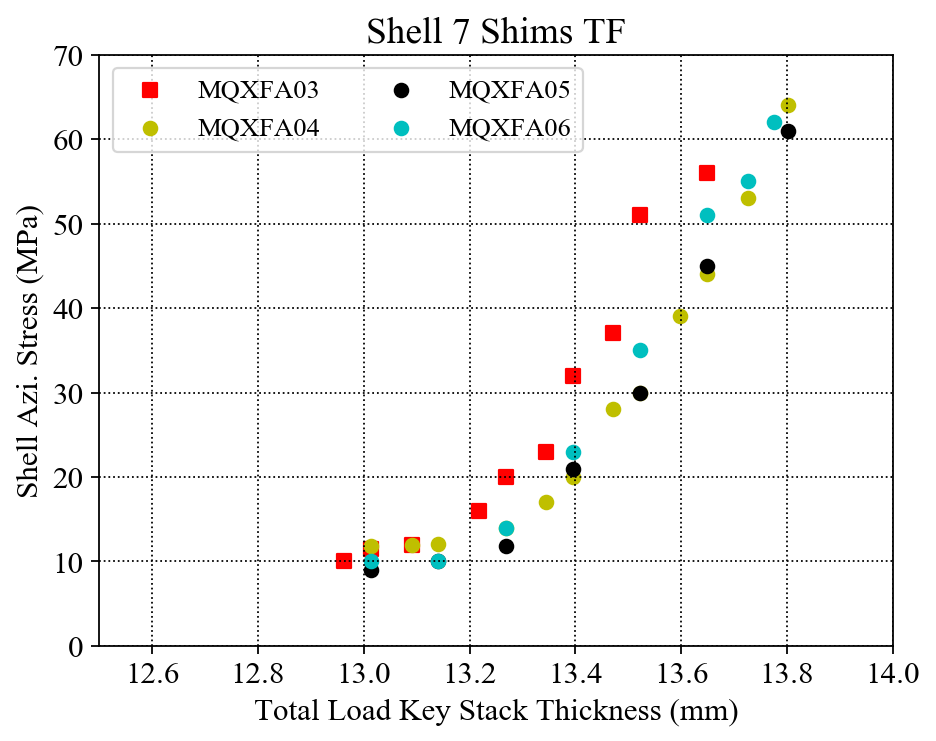 Shell 7 Shims TF
MQXFA03
MQXFA04
MQXFA05
MQXFA06
70
60
50
40
30
20
10
0
Shell Azi. Stress (MPa)
12.6 12.8 13.0 13.2 13.4 13.6 13.8 14.0
Total Load Key Stack Thickness (mm)